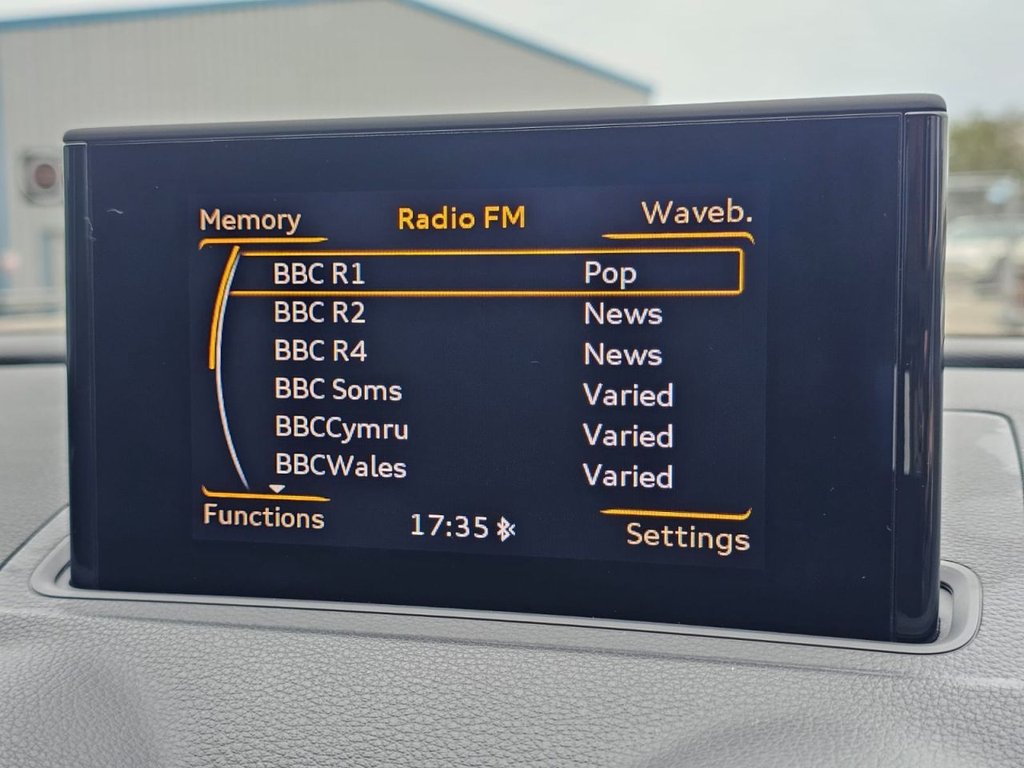 Memory Radio FM Waveb.
BBC R1 Pop
BBC R2 News
BBC R4 News
BBC Soms Varied
BBCCymru Varied
BBCWales Varied
Functions 17:35 Settings